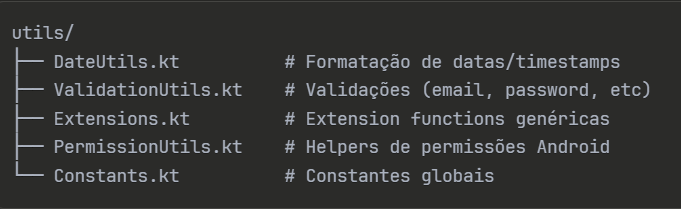 utils/
├── DateUtils.kt          # Formatação de datas/timestamps
├── ValidationUtils.kt    # Validações (email, password, etc)
├── Extensions.kt         # Extension functions genéricas
├── PermissionUtils.kt    # Helpers de permissões Android
└── Constants.kt          # Constantes globais